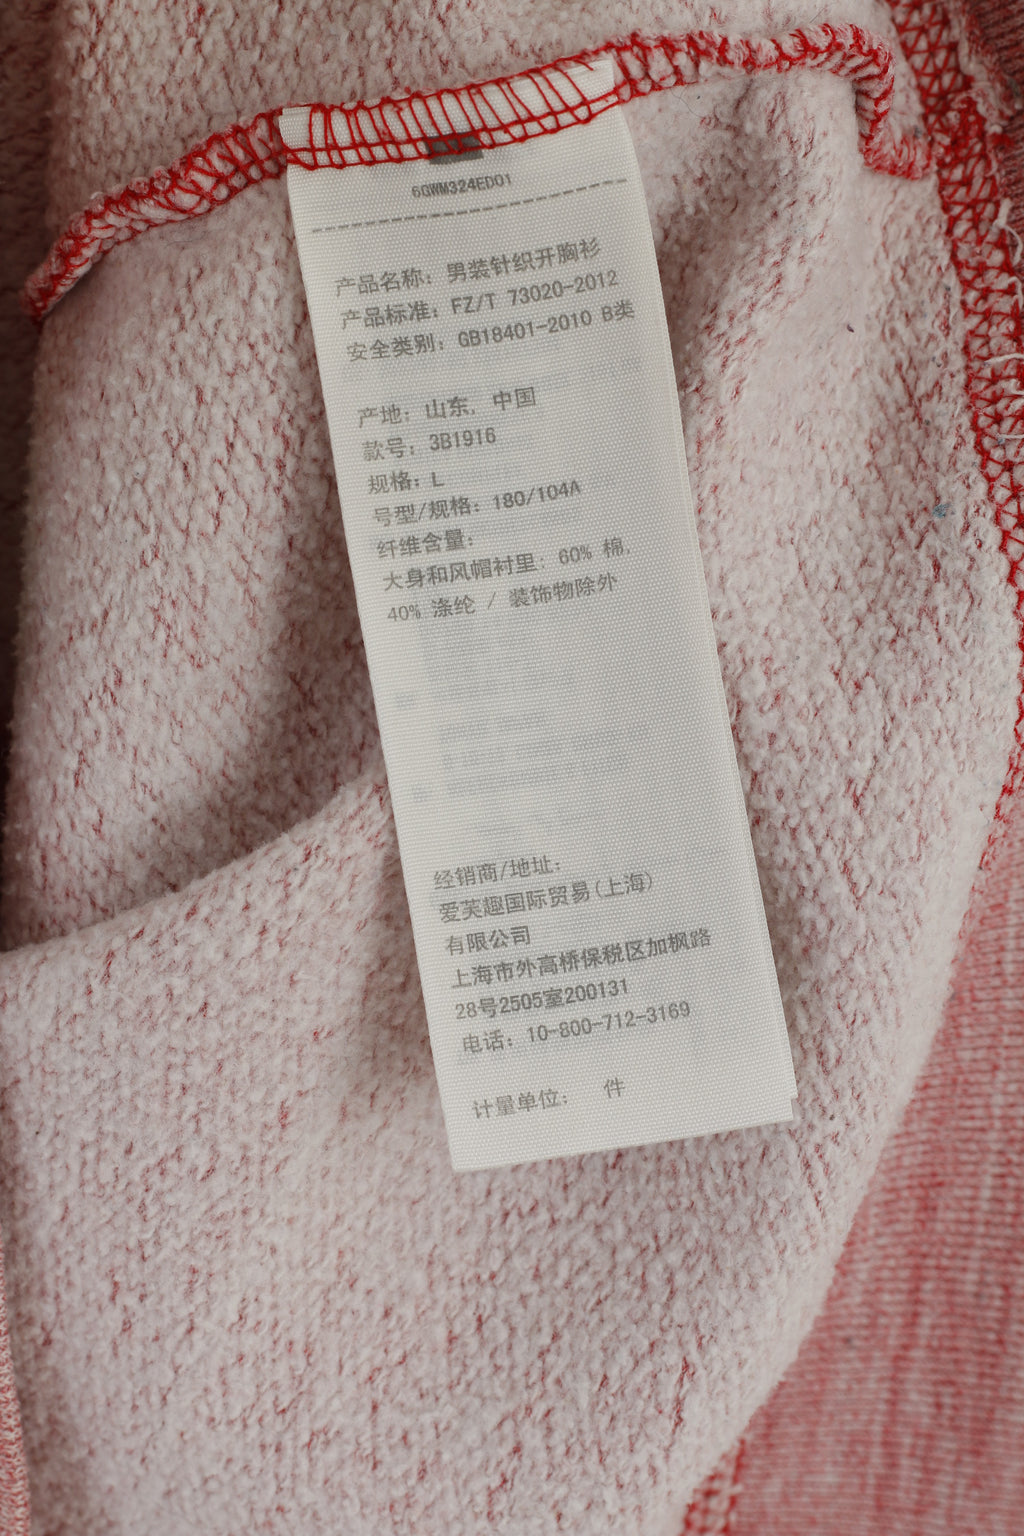 6GWM324ED01
产品名称: 男装针织开胸衫
产品标准: FZ/T 73020-2012
安全类别: GB18401-2010 B类
产地: 山东, 中国
款号: 3B1916
规格: L
号型/规格: 180/104A
纤维含量:
大身和风帽衬里: 60% 棉,
40% 涤纶 / 装饰物除外
经销商/地址:
爱芙趣国际贸易(上海)
有限公司
上海市外高桥保税区加枫路
28号2505室200131
电话: 10-800-712-3169
计量单位: 件